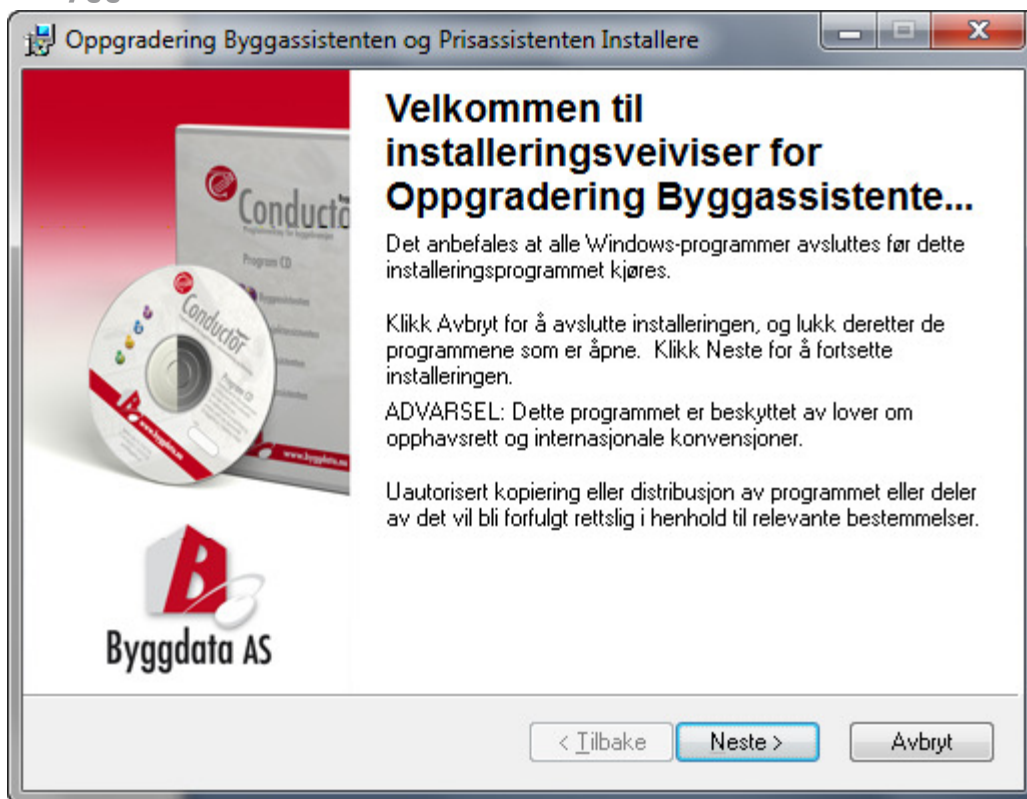 Oppgradering Byggassistenten og Prisassistenten Installere
Velkommen til
installeringsveiviser for
Oppgradering Byggassistente...
Det anbefales at alle Windows-programmer avsluttes før dette
installeringsprogrammet kjøres.
Klikk Avbryt for å avslutte installeringen, og lukk deretter de
programmene som er åpne. Klikk Neste for å fortsette
installeringen.
ADVARSEL: Dette programmet er beskyttet av lover om
opphavsrett og internasjonale konvensjoner.
Uautorisert kopiering eller distribusjon av programmet eller deler
av det vil bli forfulgt rettslig i henhold til relevante bestemmelser.
Conducto
Program CD
Byggassistenten
Conductor
Program CD
www.byggdata.no
B
Byggdata AS
< Tilbake
Neste >
Avbryt